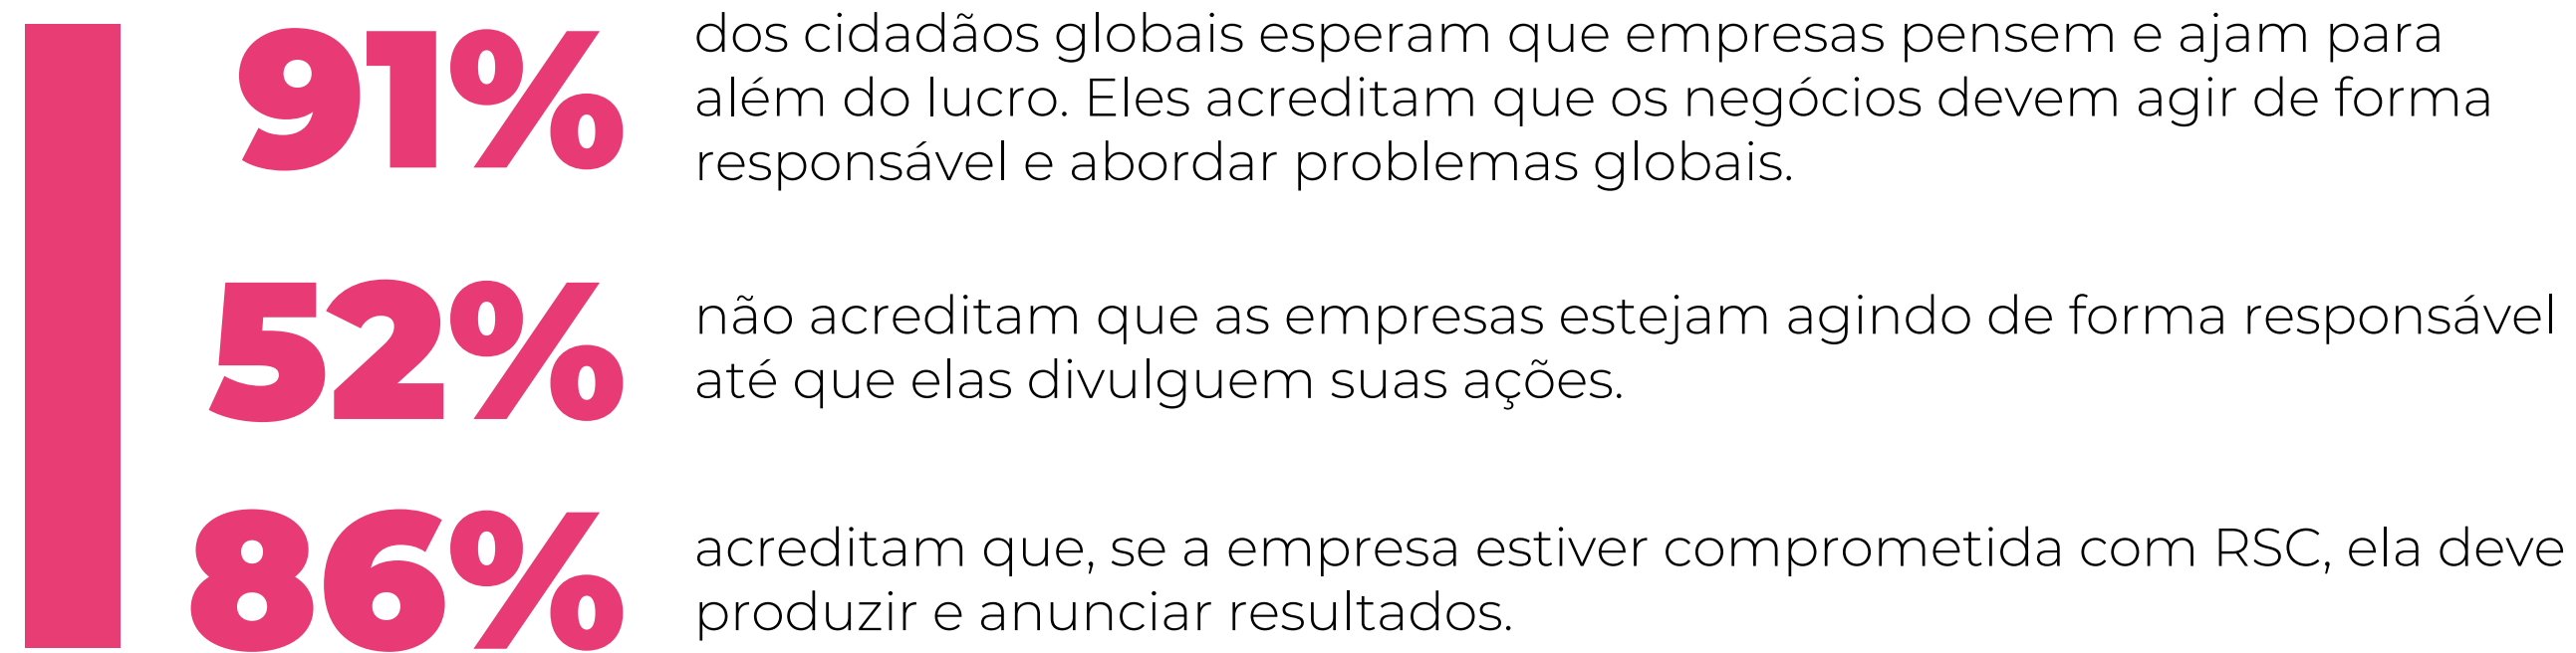 91%
dos cidadãos globais esperam que empresas pensem e ajam para
além do lucro. Eles acreditam que os negócios devem agir de forma
responsável e abordar problemas globais.
52%
não acreditam que as empresas estejam agindo de forma responsável
até que elas divulguem suas ações.
86%
acreditam que, se a empresa estiver comprometida com RSC, ela deve
produzir e anunciar resultados.